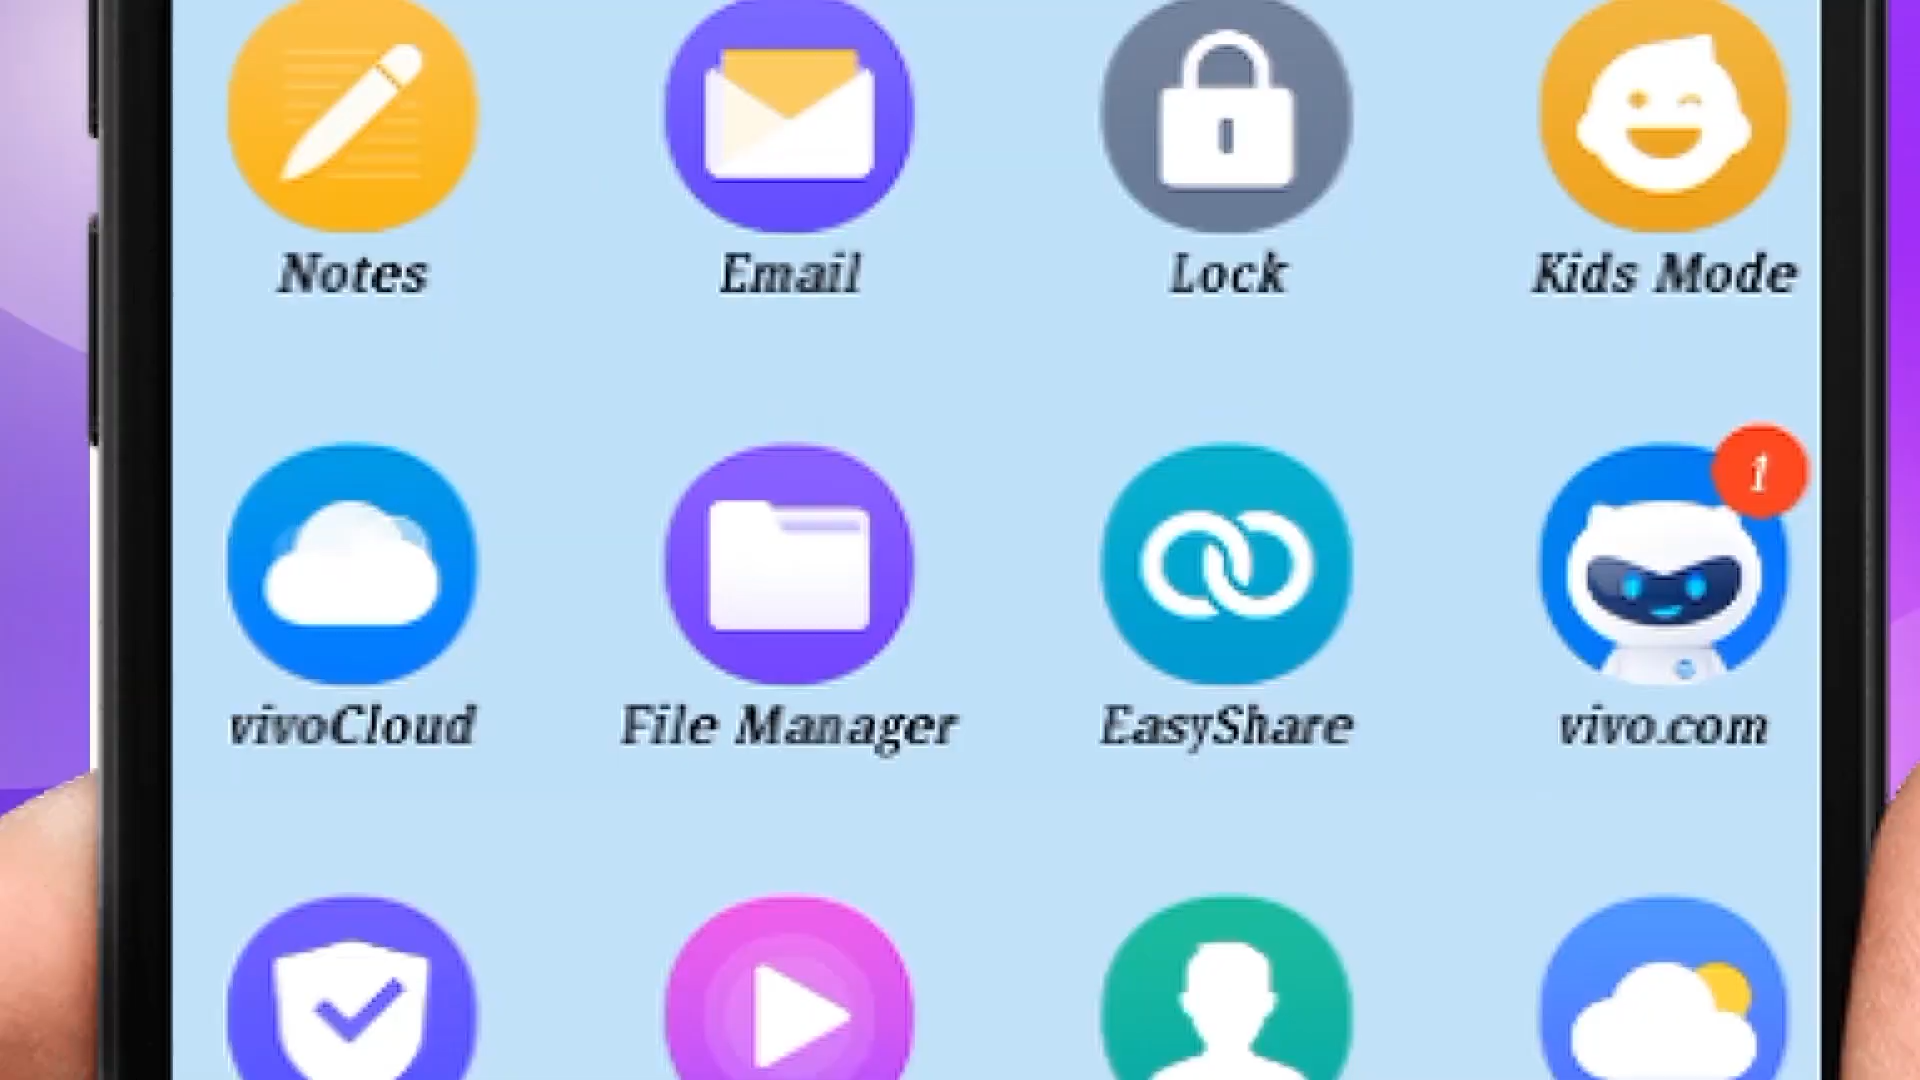 Notes
Email
Lock
Kids Mode
1
vivoCloud
File Manager
EasyShare
vivo.com